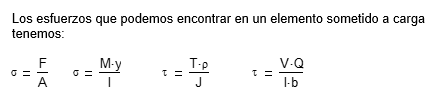 Los esfuerzos que podemos encontrar en un elemento sometido a carga
tenemos:
σ = F/A   σ = M·y/I   τ = T·ρ/J   τ = V·Q/I·b